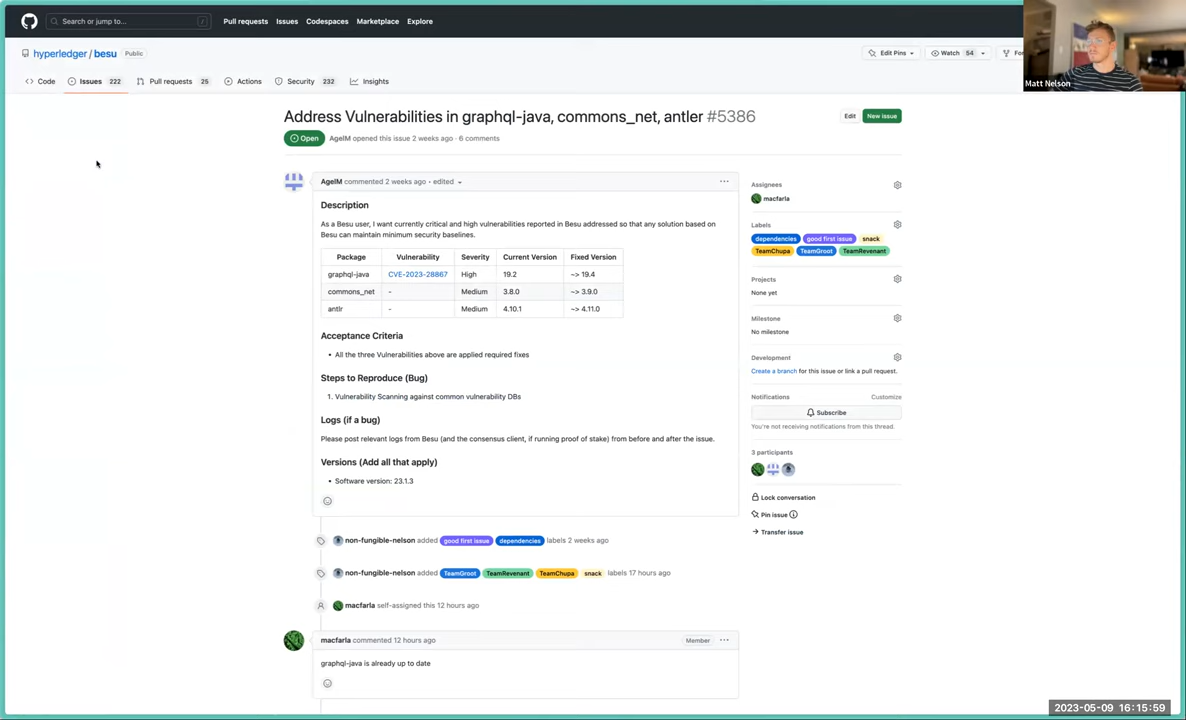 Search or jump to...
/
Pull requests
Issues
Codespaces
Marketplace
Explore
Matt Nelson
hyperledger / besu
Public
Edit Pins
Watch 54
Code
Issues 222
Pull requests 25
Actions
Security 232
Insights
Address Vulnerabilities in graphql-java, commons_net, antler #5386
Edit
New issue
Open
AgelM opened this issue 2 weeks ago · 6 comments
AgelM commented 2 weeks ago · edited
Description
As a Besu user, I want currently critical and high vulnerabilities reported in Besu addressed so that any solution based on
Besu can maintain minimum security baselines.
Package Vulnerability Severity Current Version Fixed Version
graphql-java CVE-2023-28867 High 19.2 ~> 19.4
commons_net - Medium 3.8.0 ~> 3.9.0
antlr - Medium 4.10.1 ~> 4.11.0
Acceptance Criteria
• All the three Vulnerabilities above are applied required fixes
Steps to Reproduce (Bug)
1. Vulnerability Scanning against common vulnerability DBs
Logs (if a bug)
Please post relevant logs from Besu (and the consensus client, if running proof of stake) from before and after the issue.
Versions (Add all that apply)
• Software version: 23.1.3
non-fungible-nelson added good first issue dependencies labels 2 weeks ago
non-fungible-nelson added TeamGroot TeamRevenant TeamChupa snack labels 17 hours ago
macfarla self-assigned this 12 hours ago
macfarla commented 12 hours ago
Member
graphql-java is already up to date
Assignees
macfarla
Labels
dependencies good first issue snack
TeamChupa TeamGroot TeamRevenant
Projects
None yet
Milestone
No milestone
Development
Create a branch for this issue or link a pull request.
Notifications
Customize
Subscribe
You're not receiving notifications from this thread.
3 participants
Lock conversation
Pin issue
Transfer issue
2023-05-09 16:15:59